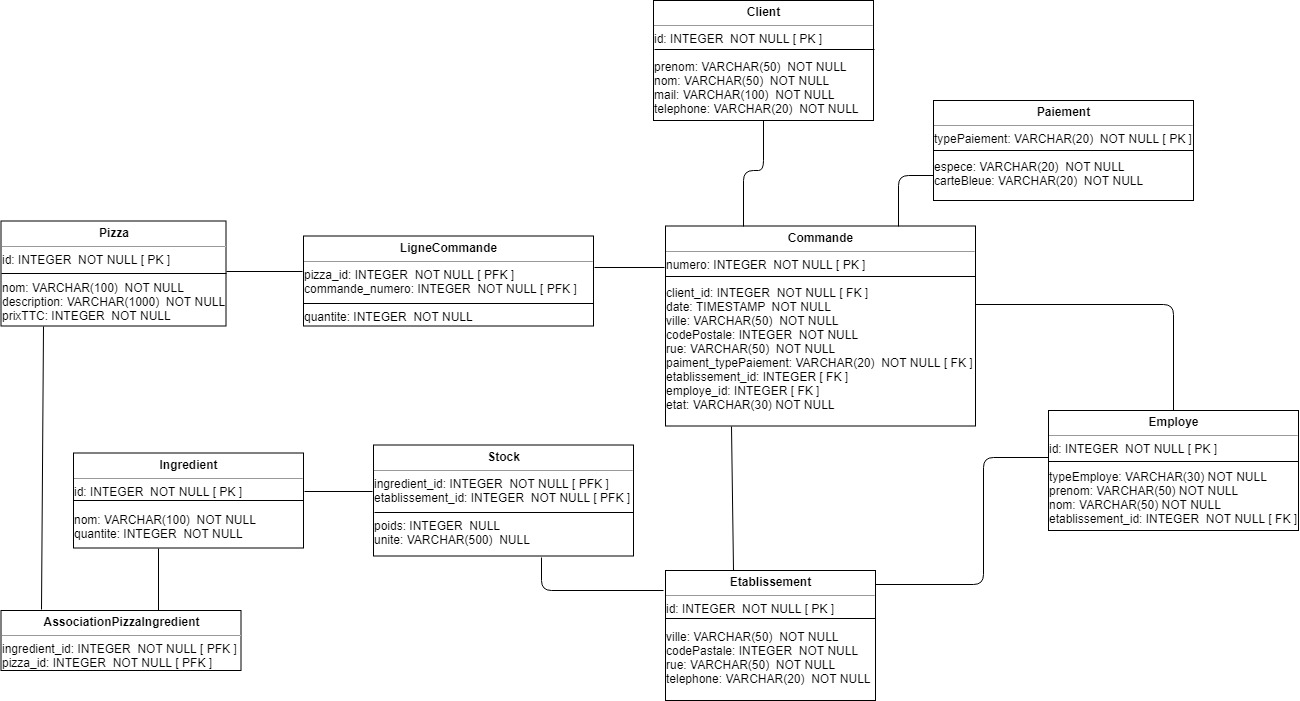 Client
id: INTEGER  NOT NULL [ PK ]
prenom: VARCHAR(50)  NOT NULL
nom: VARCHAR(50)  NOT NULL
mail: VARCHAR(100)  NOT NULL
telephone: VARCHAR(20)  NOT NULL
Paiement
typePaiement: VARCHAR(20)  NOT NULL [ PK ]
espece: VARCHAR(20)  NOT NULL
carteBleue: VARCHAR(20)  NOT NULL
Pizza
id: INTEGER  NOT NULL [ PK ]
nom: VARCHAR(100)  NOT NULL
description: VARCHAR(1000)  NOT NULL
prixTTC: INTEGER  NOT NULL
LigneCommande
pizza_id: INTEGER  NOT NULL [ PFK ]
commande_numero: INTEGER  NOT NULL [ PFK ]
quantite: INTEGER  NOT NULL
Commande
numero: INTEGER  NOT NULL [ PK ]
client_id: INTEGER  NOT NULL [ FK ]
date: TIMESTAMP  NOT NULL
ville: VARCHAR(50)  NOT NULL
codePostale: INTEGER  NOT NULL
rue: VARCHAR(50)  NOT NULL
paiment_typePaiement: VARCHAR(20)  NOT NULL [ FK ]
etablissement_id: INTEGER [ FK ]
employe_id: INTEGER [ FK ]
etat: VARCHAR(30) NOT NULL
Employe
id: INTEGER  NOT NULL [ PK ]
typeEmploye: VARCHAR(30) NOT NULL
prenom: VARCHAR(50) NOT NULL
nom: VARCHAR(50) NOT NULL
etablissement_id: INTEGER  NOT NULL [ FK ]
Ingredient
id: INTEGER  NOT NULL [ PK ]
nom: VARCHAR(100)  NOT NULL
quantite: INTEGER  NOT NULL
Stock
ingredient_id: INTEGER  NOT NULL [ PFK ]
etablissement_id: INTEGER  NOT NULL [ PFK ]
poids: INTEGER  NULL
unite: VARCHAR(500)  NULL
Etablissement
id: INTEGER  NOT NULL [ PK ]
ville: VARCHAR(50)  NOT NULL
codePastale: INTEGER  NOT NULL
rue: VARCHAR(50)  NOT NULL
telephone: VARCHAR(20)  NOT NULL
AssociationPizzaIngredient
ingredient_id: INTEGER  NOT NULL [ PFK ]
pizza_id: INTEGER  NOT NULL [ PFK ]